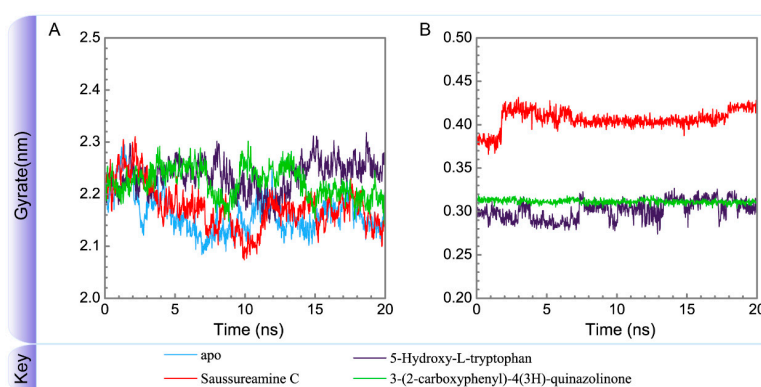 A
B
Gyrate(nm)
2.5
2.4
2.3
2.2
2.1
2.0
0 5 10 15 20
Time (ns)
0.50
0.45
0.40
0.35
0.30
0.25
0.20
0 5 10 15 20
Time (ns)
Key
apo
5-Hydroxy-L-tryptophan
Saussureamine C
3-(2-carboxyphenyl)-4(3H)-quinazolinone